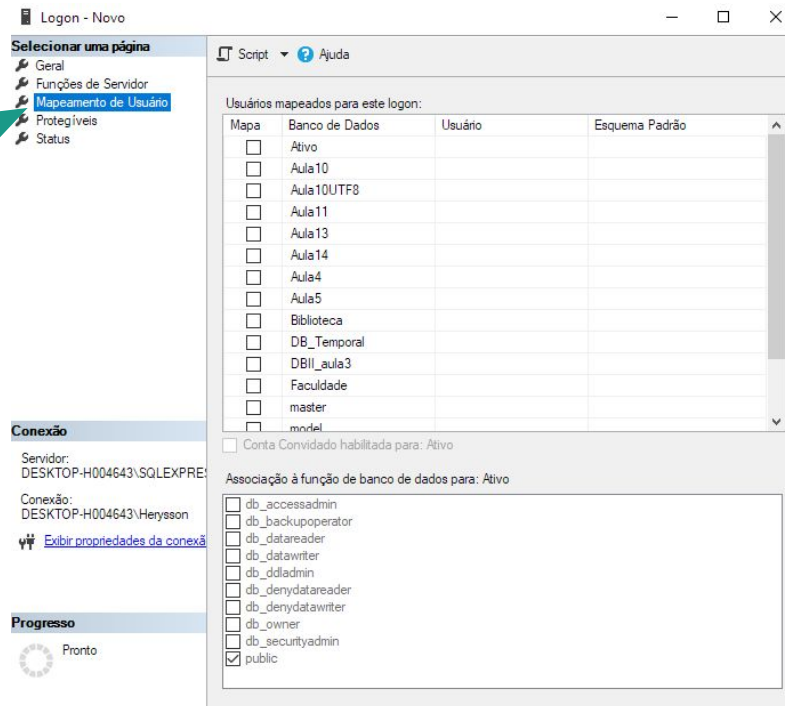 Logon - Novo
Selecionar uma página
Geral
Funções de Servidor
Mapeamento de Usuário
Protegíveis
Status
Script
Ajuda
Usuários mapeados para este logon:
Mapa Banco de Dados Usuário Esquema Padrão
Ativo
Aula10
Aula10UTF8
Aula11
Aula13
Aula14
Aula4
Aula5
Biblioteca
DB_Temporal
DBII_aula3
Faculdade
master
model
Conta Convidado habilitada para: Ativo
Associação à função de banco de dados para: Ativo
db_accessadmin
db_backupoperator
db_datareader
db_datawriter
db_ddladmin
db_denydatareader
db_denydatawriter
db_owner
db_securityadmin
public
Conexão
Servidor:
DESKTOP-H004643\SQLEXPRE
Conexão:
DESKTOP-H004643\Herysson
Exibir propriedades da conexã
Progresso
Pronto